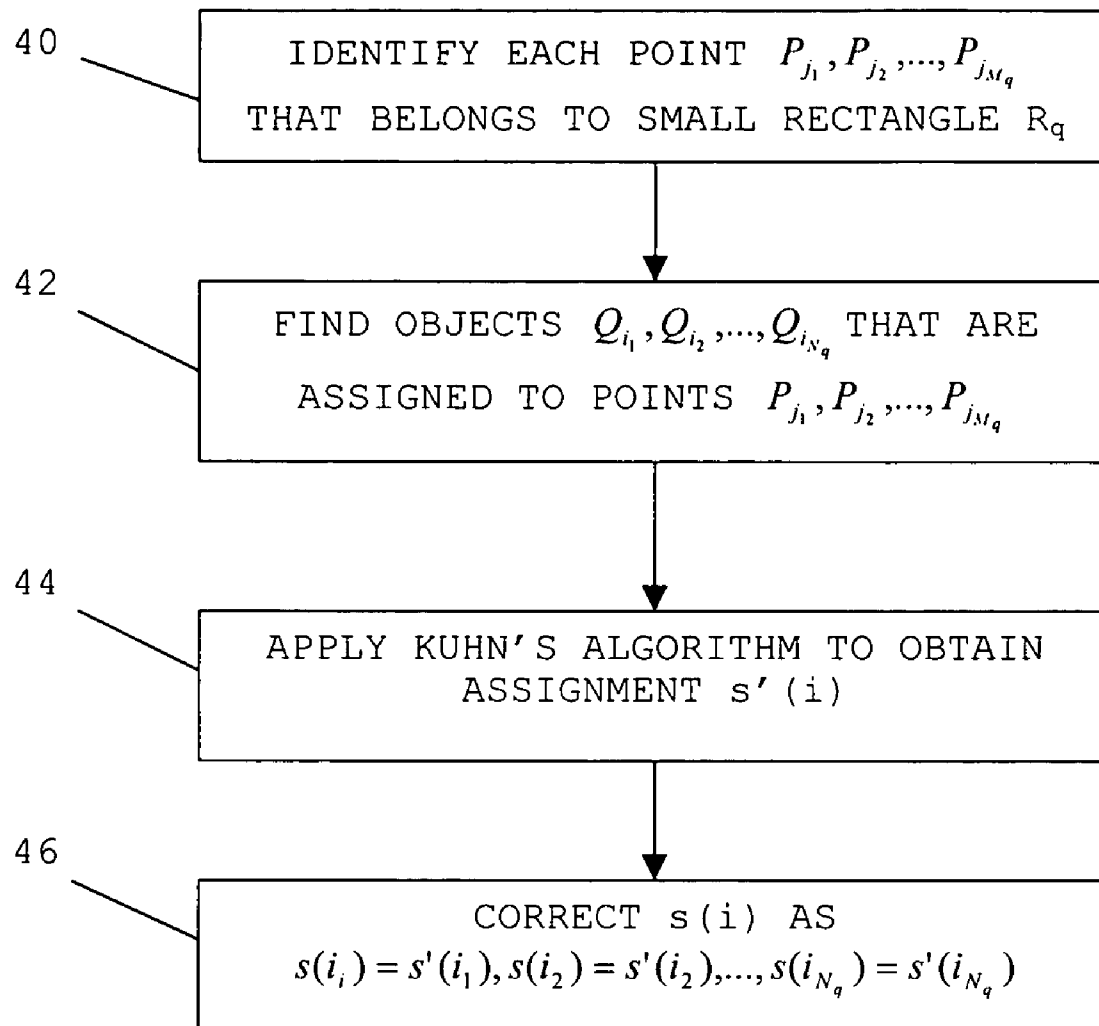 40
IDENTIFY EACH POINT P_{j_1}, P_{j_2},..., P_{j_{M_q}}
THAT BELONGS TO SMALL RECTANGLE R_q
42
FIND OBJECTS Q_{i_1}, Q_{i_2},..., Q_{i_{N_q}} THAT ARE
ASSIGNED TO POINTS P_{j_1}, P_{j_2},..., P_{j_{M_q}}
44
APPLY KUHN'S ALGORITHM TO OBTAIN
ASSIGNMENT s'(i)
46
CORRECT s(i) AS
s(i_i) = s'(i_1), s(i_2) = s'(i_2),..., s(i_{N_q}) = s'(i_{N_q})